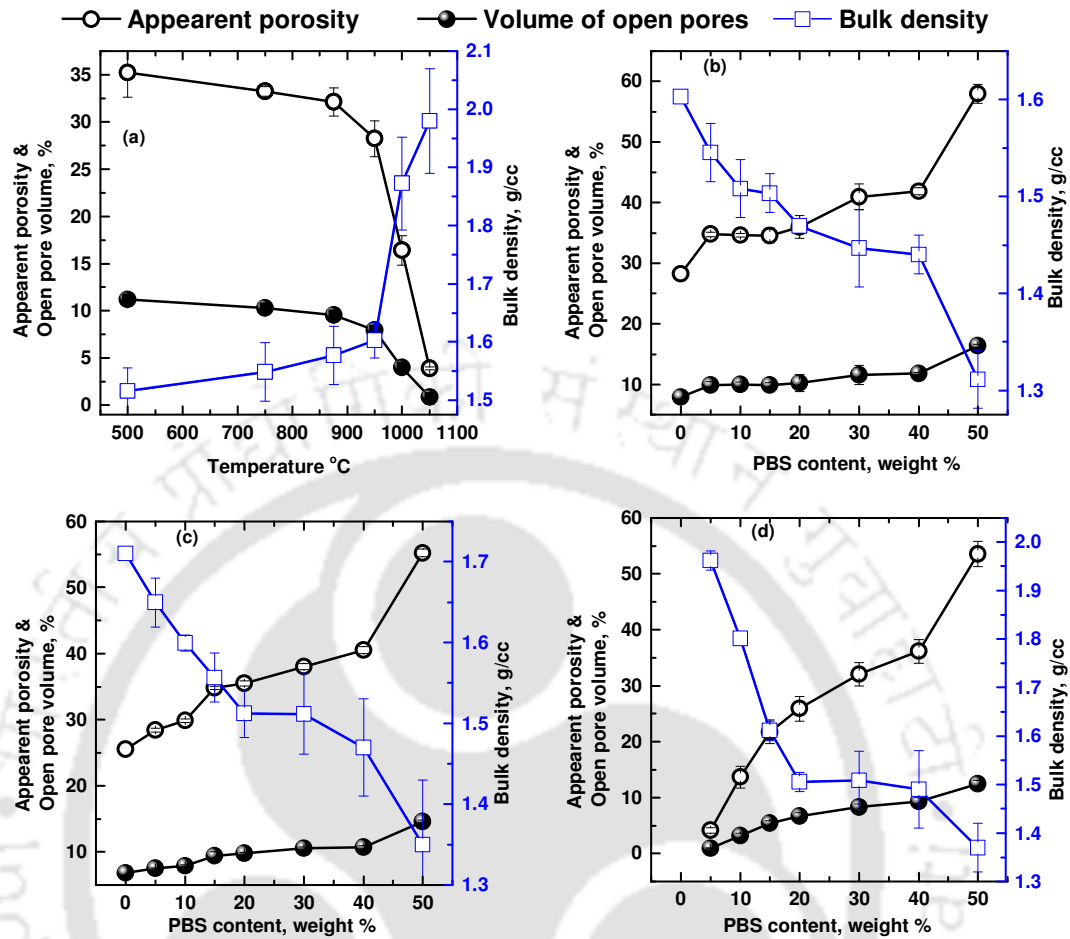 Appearent porosity Volume of open pores Bulk density
(a)
Appearent porosity &
Open pore volume, %
35
30
25
20
15
10
5
0
2.1
2.0
1.9
1.8
1.7
1.6
1.5
Bulk density, g/cc
500 600 700 800 900 1000 1100
Temperature °C
(b)
Appearent porosity &
Open pore volume, %
60
50
40
30
20
10
1.6
1.5
1.4
1.3
Bulk density, g/cc
0 10 20 30 40 50
PBS content, weight %
(c)
Appearent porosity &
Open pore volume, %
60
50
40
30
20
10
1.7
1.6
1.5
1.4
1.3
Bulk density, g/cc
0 10 20 30 40 50
PBS content, weight %
(d)
Appearent porosity &
Open pore volume, %
60
50
40
30
20
10
0
2.0
1.9
1.8
1.7
1.6
1.5
1.4
1.3
Bulk density, g/cc
0 10 20 30 40 50
PBS content, weight %